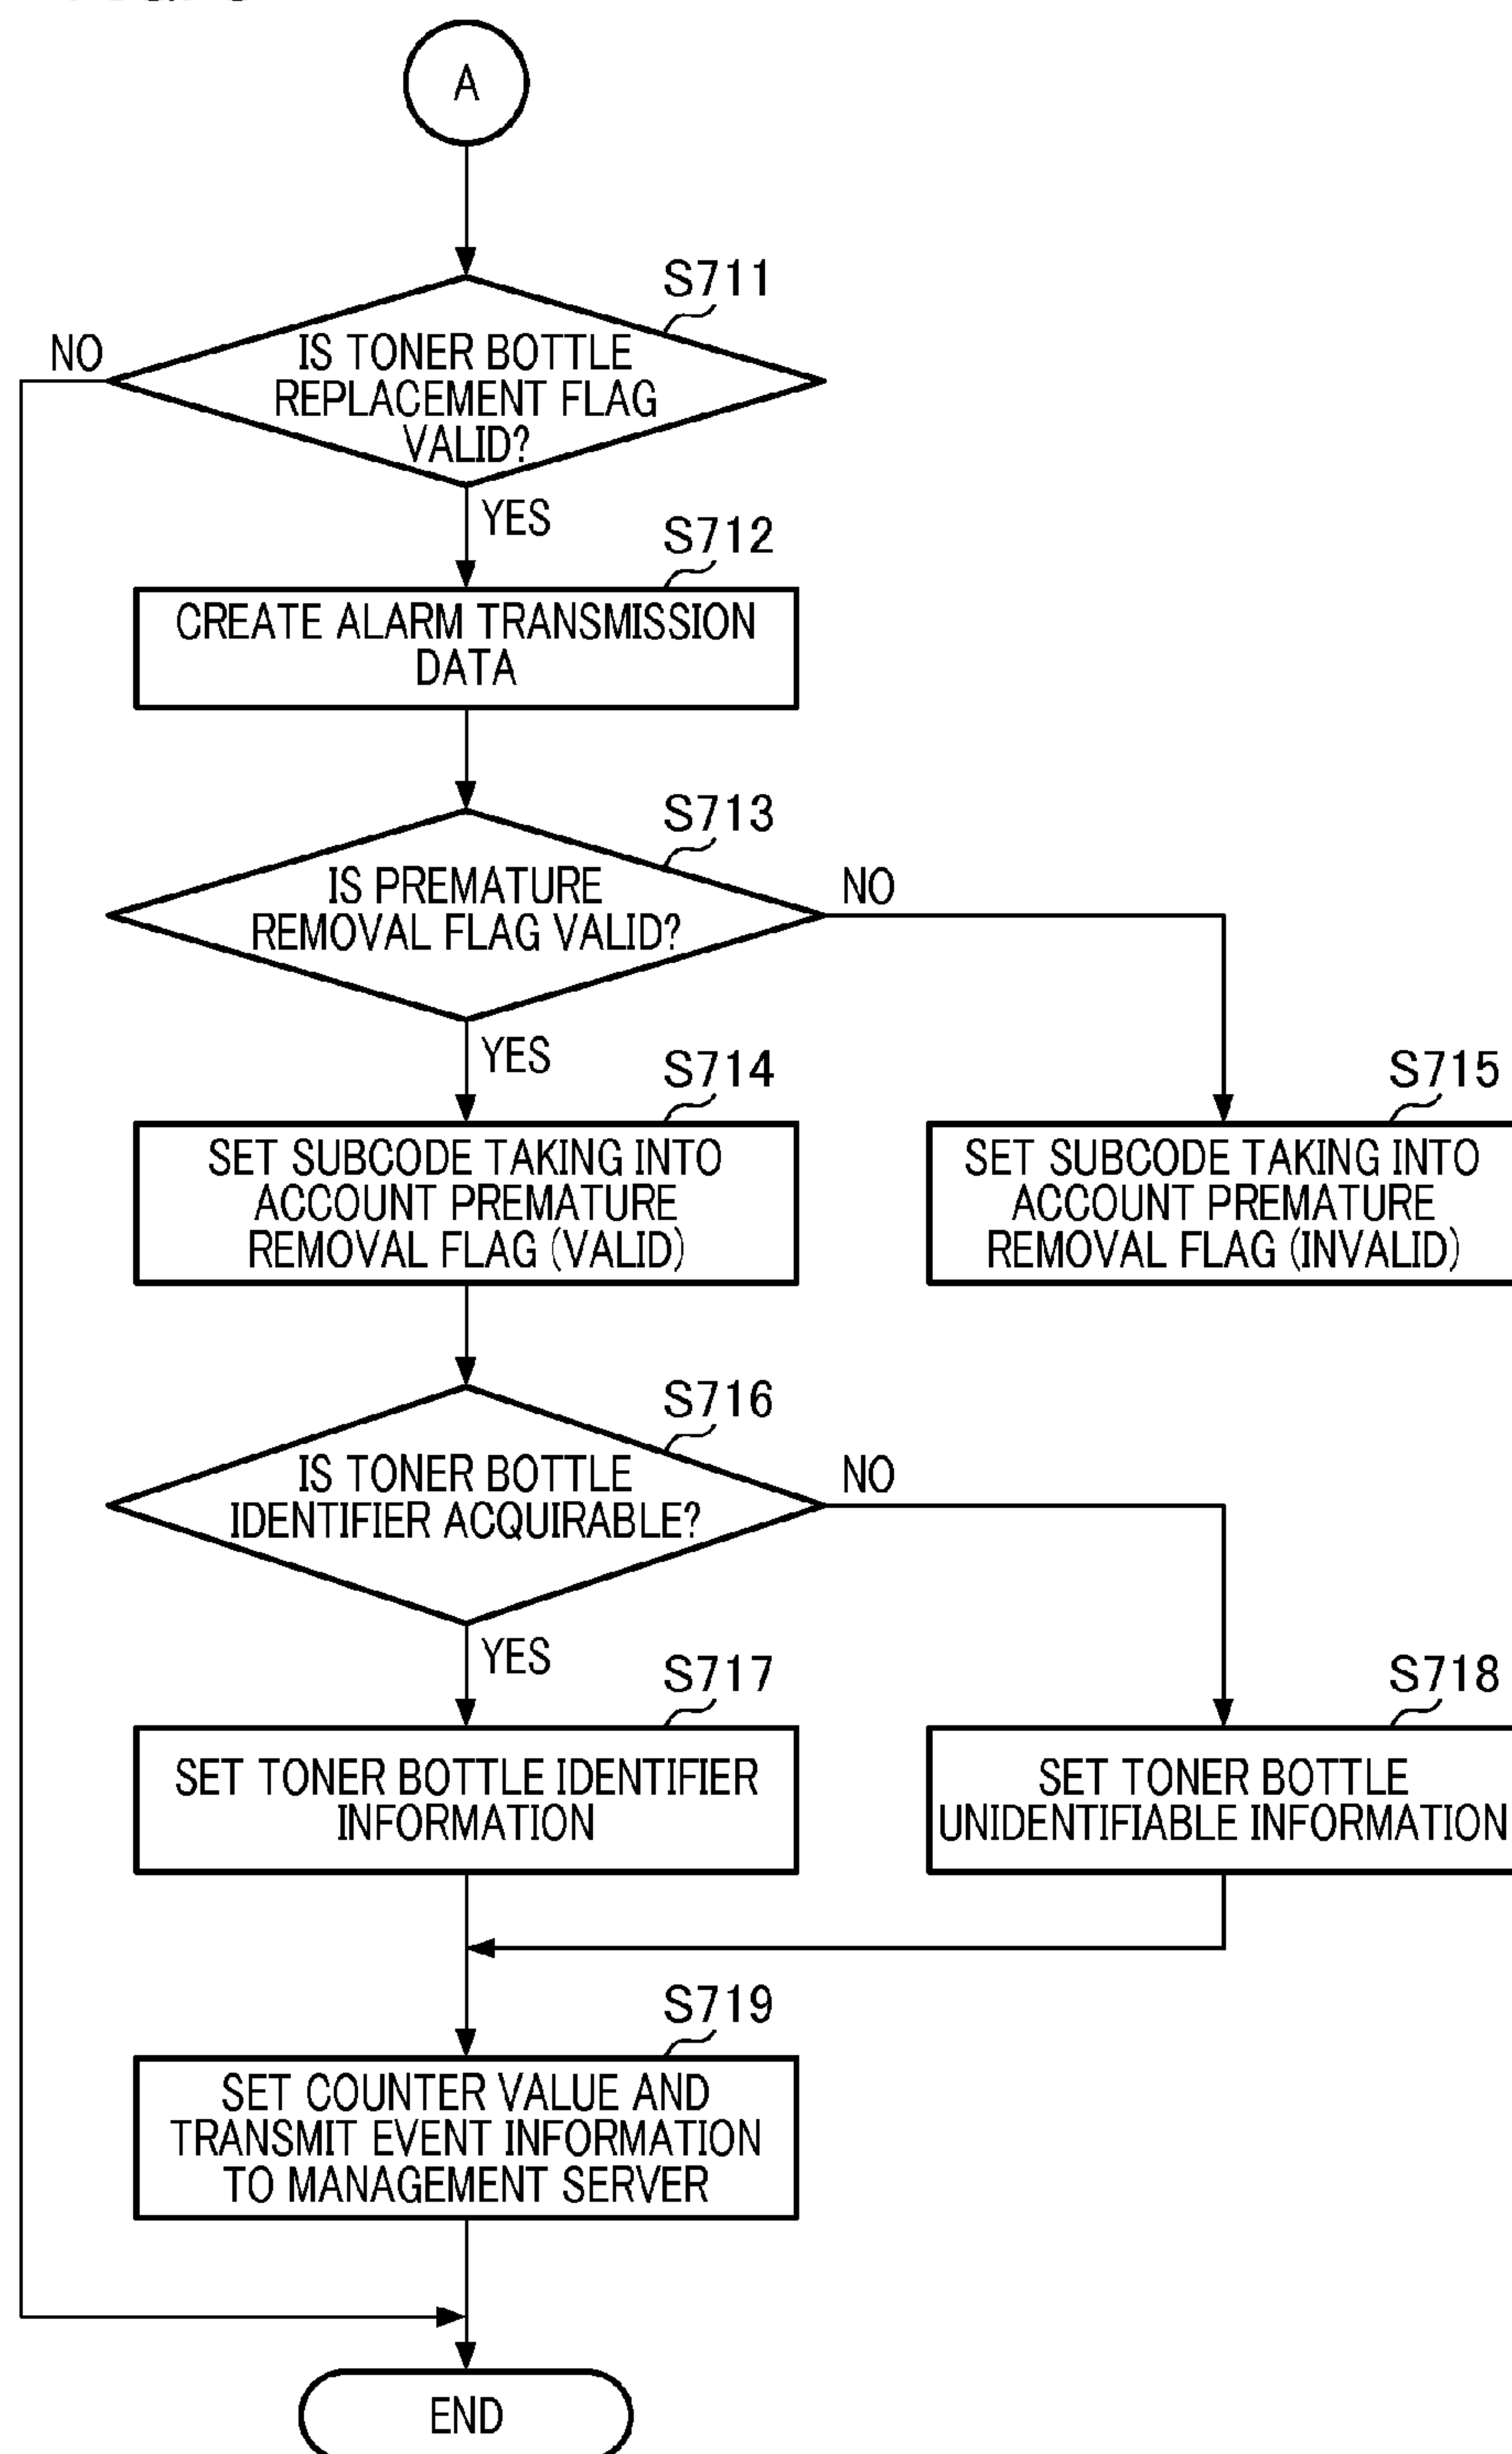 A
S711
NO
IS TONER BOTTLE
REPLACEMENT FLAG
VALID?
YES
S712
CREATE ALARM TRANSMISSION
DATA
S713
IS PREMATURE
REMOVAL FLAG VALID?
NO
YES
S714
SET SUBCODE TAKING INTO
ACCOUNT PREMATURE
REMOVAL FLAG (VALID)
S715
SET SUBCODE TAKING INTO
ACCOUNT PREMATURE
REMOVAL FLAG (INVALID)
S716
IS TONER BOTTLE
IDENTIFIER ACQUIRABLE?
NO
YES
S717
SET TONER BOTTLE IDENTIFIER
INFORMATION
S718
SET TONER BOTTLE
UNIDENTIFIABLE INFORMATION
S719
SET COUNTER VALUE AND
TRANSMIT EVENT INFORMATION
TO MANAGEMENT SERVER
END